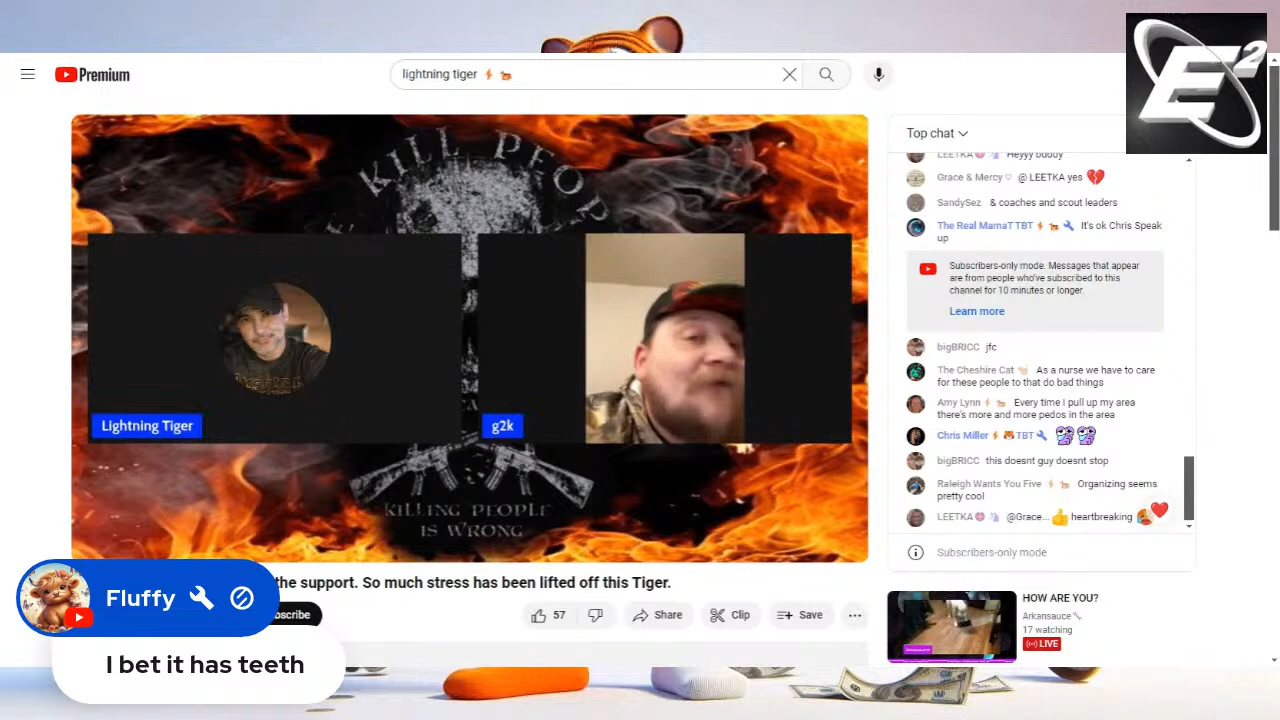 Premium
lightning tiger
E²
KILL PEOP
Lightning Tiger
g2k
KILLING PEOPLE
IS WRONG
the support. So much stress has been lifted off this Tiger.
57
Share
Clip
Save
Top chat
LEETKA Heyyy buddy
Grace & Mercy ♡ @ LEETKA yes
SandySez & coaches and scout leaders
The Real MamaT TBT It's ok Chris Speak
up
Subscribers-only mode. Messages that appear
are from people who've subscribed to this
channel for 10 minutes or longer.
Learn more
bigBRICC jfc
The Cheshire Cat As a nurse we have to care
for these people to that do bad things
Amy Lynn Every time I pull up my area
there's more and more pedos in the area
Chris Miller TBT
bigBRICC this doesnt guy doesnt stop
Raleigh Wants You Five Organizing seems
pretty cool
LEETKA @Grace... heartbreaking
Subscribers-only mode
HOW ARE YOU?
Arkansauce
17 watching
LIVE
Fluffy
I bet it has teeth